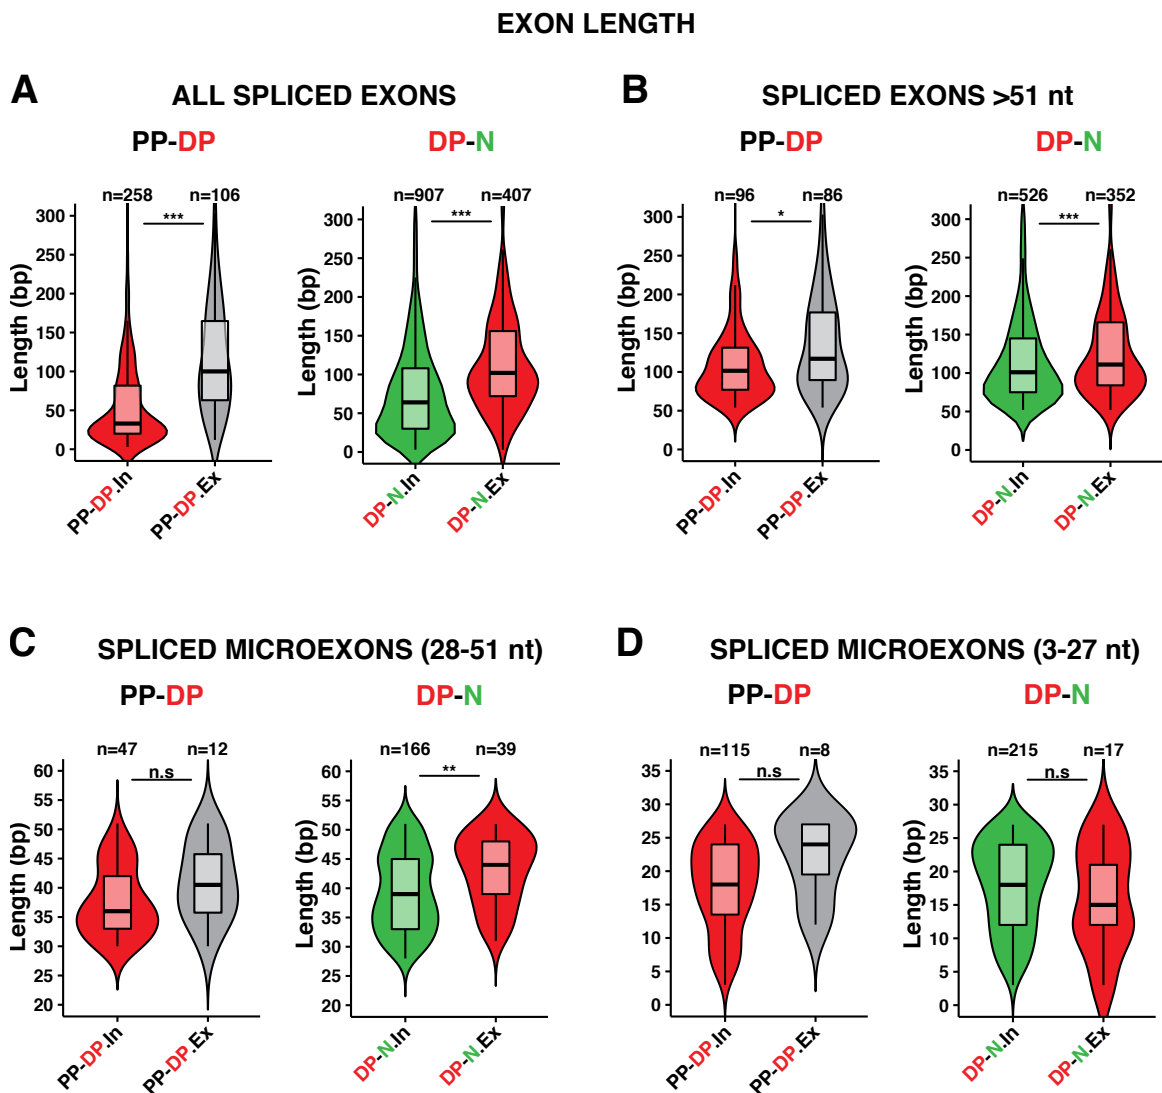 EXON LENGTH
A
ALL SPLICED EXONS
PP-DP
n=258
n=106
***
Length (bp)
300
250
200
150
100
50
0
PP-DP.In
PP-DP.Ex
DP-N
n=907
n=407
***
Length (bp)
300
250
200
150
100
50
0
DP-N.In
DP-N.Ex
B
SPLICED EXONS >51 nt
PP-DP
n=96
n=86
*
Length (bp)
300
250
200
150
100
50
0
PP-DP.In
PP-DP.Ex
DP-N
n=526
n=352
***
Length (bp)
300
250
200
150
100
50
0
DP-N.In
DP-N.Ex
C
SPLICED MICROEXONS (28-51 nt)
PP-DP
n=47
n=12
n.s
Length (bp)
60
55
50
45
40
35
30
25
20
PP-DP.In
PP-DP.Ex
DP-N
n=166
n=39
**
Length (bp)
60
55
50
45
40
35
30
25
20
DP-N.In
DP-N.Ex
D
SPLICED MICROEXONS (3-27 nt)
PP-DP
n=115
n=8
n.s
Length (bp)
35
30
25
20
15
10
5
0
PP-DP.In
PP-DP.Ex
DP-N
n=215
n=17
n.s
Length (bp)
35
30
25
20
15
10
5
0
DP-N.In
DP-N.Ex